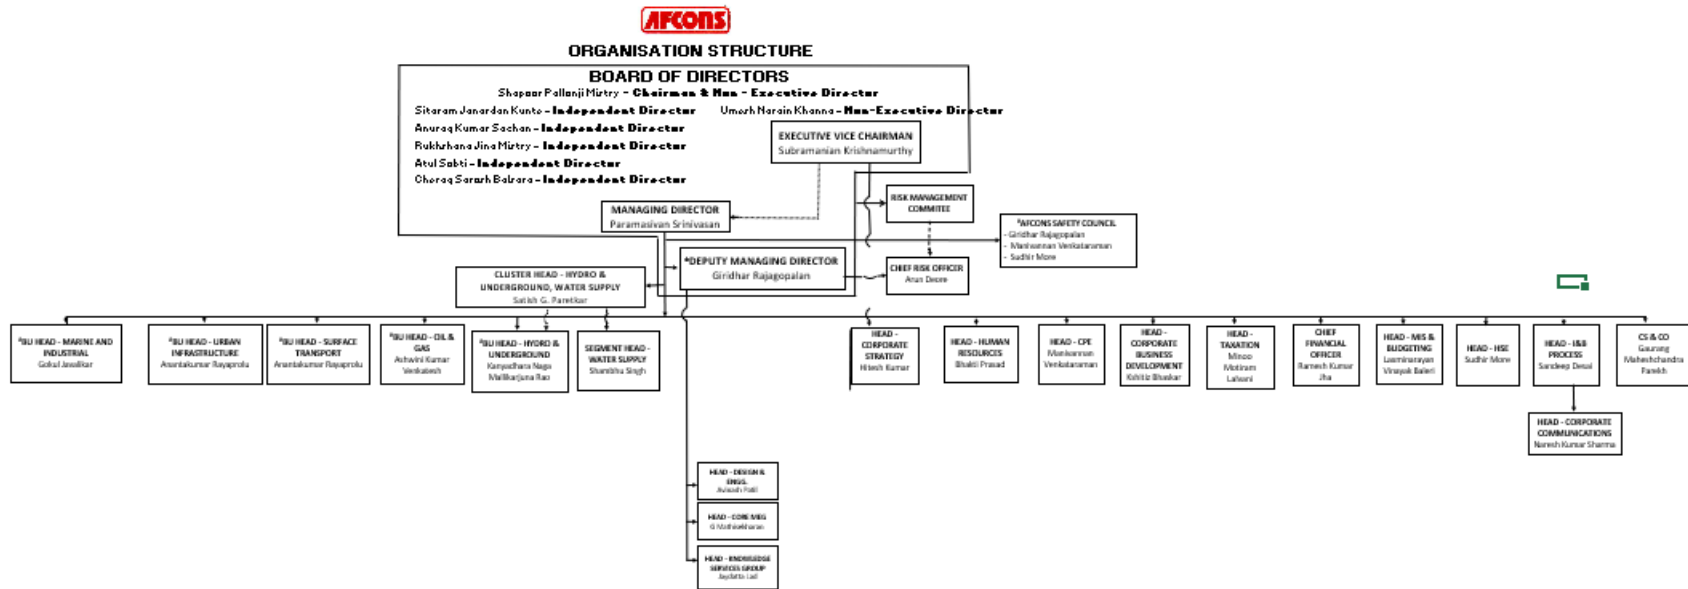 AFCONS
ORGANISATION STRUCTURE
BOARD OF DIRECTORS
Shapoor Pallonji Mistry - Chairman & Non - Executive Director
Sitaram Janardan Kunte - Independent Director
Umesh Narain Khanna - Non-Executive Director
Anurag Kumar Sachan - Independent Director
Rukhshana Jina Mistry - Independent Director
Atul Sobti - Independent Director
Cherag Sarosh Balsara - Independent Director
EXECUTIVE VICE CHAIRMAN
Subramanian Krishnamurthy
MANAGING DIRECTOR
Paramasivan Srinivasan
RISK MANAGEMENT
COMMITEE
AFCONS SAFETY COUNCIL
- Giridhar Rajagopalan
- Manivannan Venkataraman
- Sudhir More
*DEPUTY MANAGING DIRECTOR
Giridhar Rajagopalan
CHIEF RISK OFFICER
Arun Deore
CLUSTER HEAD - HYDRO &
UNDERGROUND, WATER SUPPLY
Satish G. Paretkar
BU HEAD - MARINE AND
INDUSTRIAL
Gokul Javalikar
BU HEAD - URBAN
INFRASTRUCTURE
Anantakumar Rayaprolu
BU HEAD - SURFACE
TRANSPORT
Anantakumar Rayaprolu
BU HEAD - OIL &
GAS
Ashwini Kumar
Venkatesh
BU HEAD - HYDRO &
UNDERGROUND
Kanyadhara Naga
Mallikarjuna Rao
SEGMENT HEAD -
WATER SUPPLY
Shambhu Singh
HEAD -
CORPORATE
STRATEGY
Hitesh Kumar
HEAD - HUMAN
RESOURCES
Bhakti Prasad
HEAD - CPE
Manivannan
Venkataraman
HEAD -
CORPORATE
BUSINESS
DEVELOPMENT
Kshitiz Bhaskar
HEAD -
TAXATION
Minoo
Motiram
Lalwani
CHIEF
FINANCIAL
OFFICER
Ramesh Kumar
Jha
HEAD - MIS &
BUDGETING
Laxminarayan
Vinayak Baleri
HEAD - HSE
Sudhir More
HEAD - I&B
PROCESS
Sandeep Desai
CS & CO
Gaurang
Maheshchandra
Parekh
HEAD - CORPORATE
COMMUNICATIONS
Naresh Kumar Sharma
HEAD - DESIGN &
ENGG.
Avinash Patil
HEAD - CORE MEG
G Mathisekharan
HEAD - KNOWLEDGE
SERVICES GROUP
Jaydatta Lad